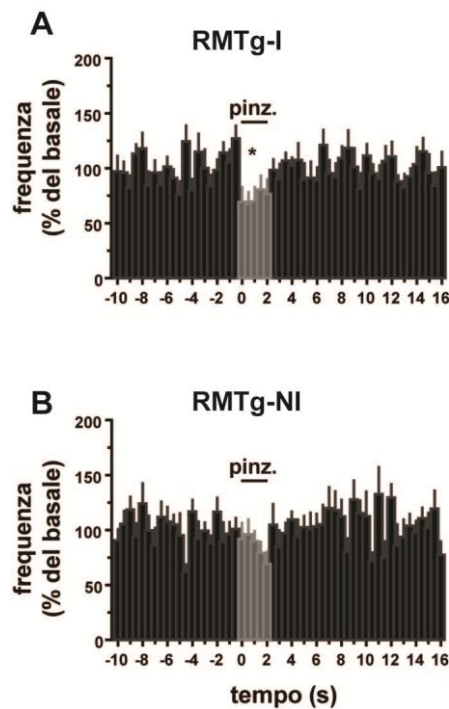 A
RMTg-I
frequenza
(% del basale)
200
150
100
50
0
pinz.
*
-10 -8 -6 -4 -2 0 2 4 6 8 10 12 14 16
B
RMTg-NI
frequenza
(% del basale)
200
150
100
50
0
pinz.
-10 -8 -6 -4 -2 0 2 4 6 8 10 12 14 16
tempo (s)